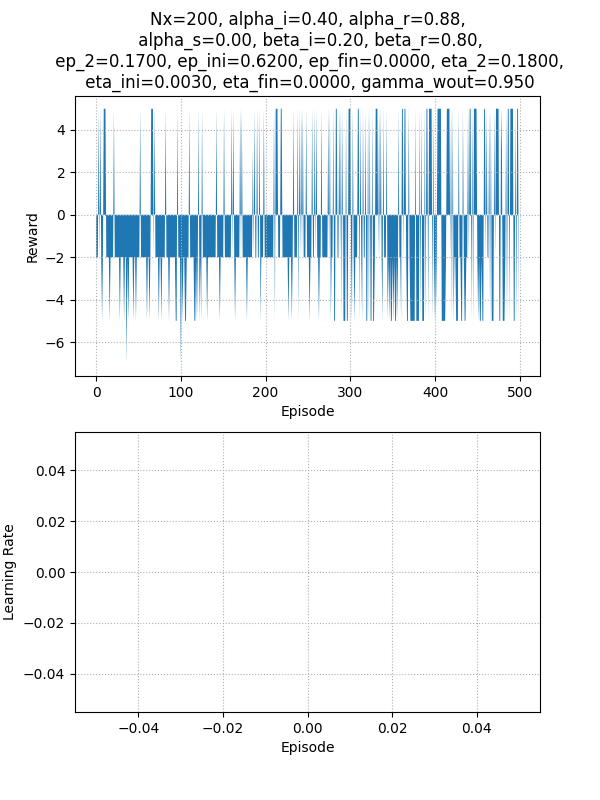 Nx=200, alpha_i=0.40, alpha_r=0.88,
alpha_s=0.00, beta_i=0.20, beta_r=0.80,
ep_2=0.1700, ep_ini=0.6200, ep_fin=0.0000, eta_2=0.1800,
eta_ini=0.0030, eta_fin=0.0000, gamma_wout=0.950
4
2
0
−2
−4
−6
Reward
0 100 200 300 400 500
Episode
0.04
0.02
0.00
−0.02
−0.04
Learning Rate
−0.04 −0.02 0.00 0.02 0.04
Episode